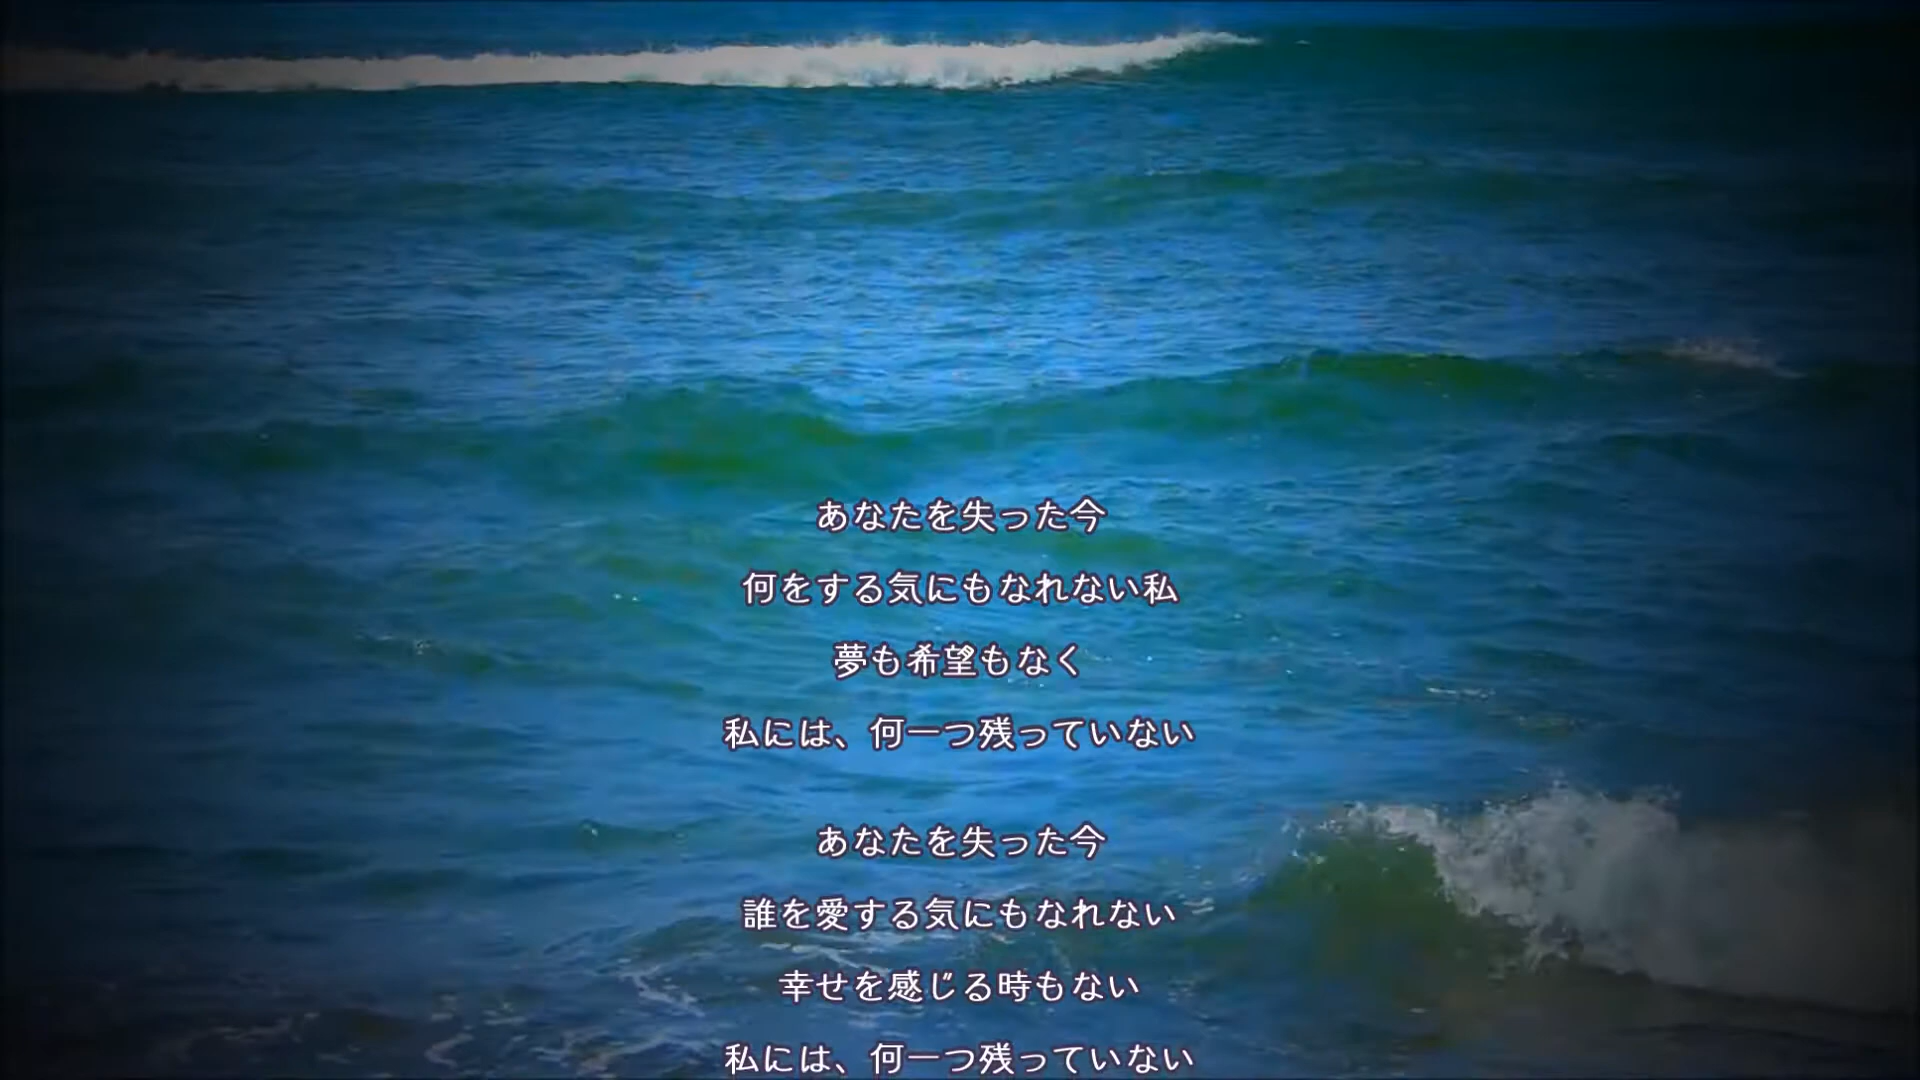 あなたを失った今
何をする気にもなれない私
夢も希望もなく
私には、何一つ残っていない
あなたを失った今
誰を愛する気にもなれない
幸せを感じる時もない
私には、何一つ残っていない